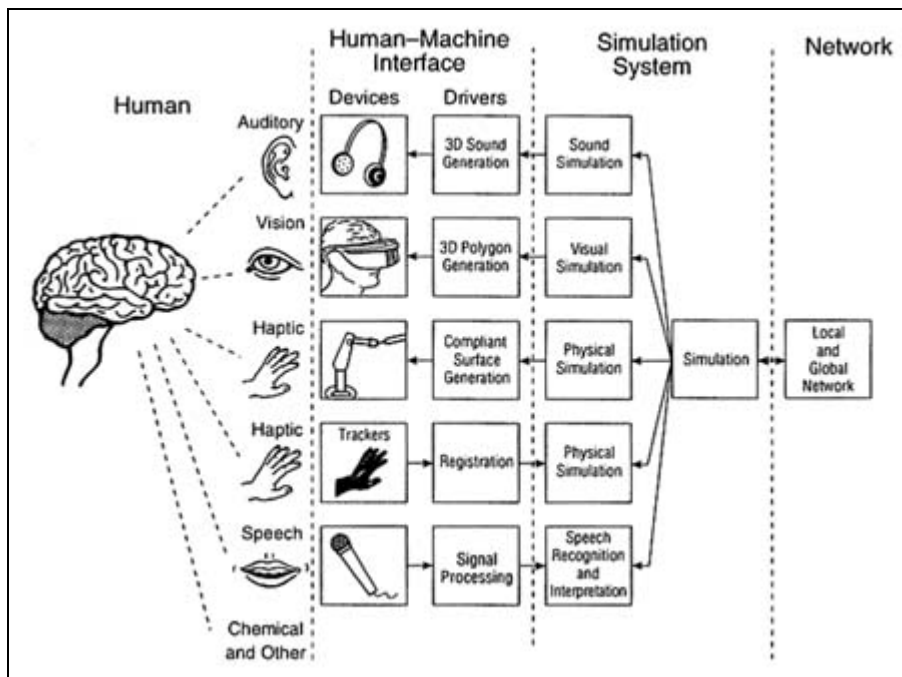 Human–Machine
Interface
Simulation
System
Network
Human
Devices
Drivers
Auditory
3D Sound
Generation
Sound
Simulation
Vision
3D Polygon
Generation
Visual
Simulation
Haptic
Compliant
Surface
Generation
Physical
Simulation
Simulation
Local
and
Global
Network
Haptic
Trackers
Registration
Physical
Simulation
Speech
Signal
Processing
Speech
Recognition
and
Interpretation
Chemical
and Other